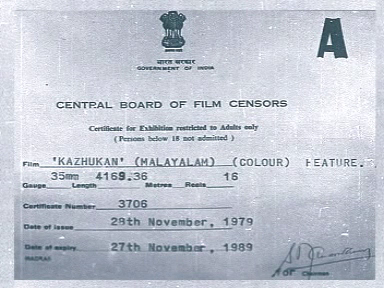 A
भारत सरकार
GOVERNMENT OF INDIA
CENTRAL BOARD OF FILM CENSORS
Certificate for Exhibition restricted to Adults only
(Persons below 18 not admitted)
Film 'KAZHUKAN' (MALAYALAM) (COLOUR) FEATURE.
35mm 4169.36 16
Gauge Length Metres Reels
Certificate Number 3706
Date of issue 28th November, 1979
Date of expiry 27th November, 1989
MADRAS
for Chairman